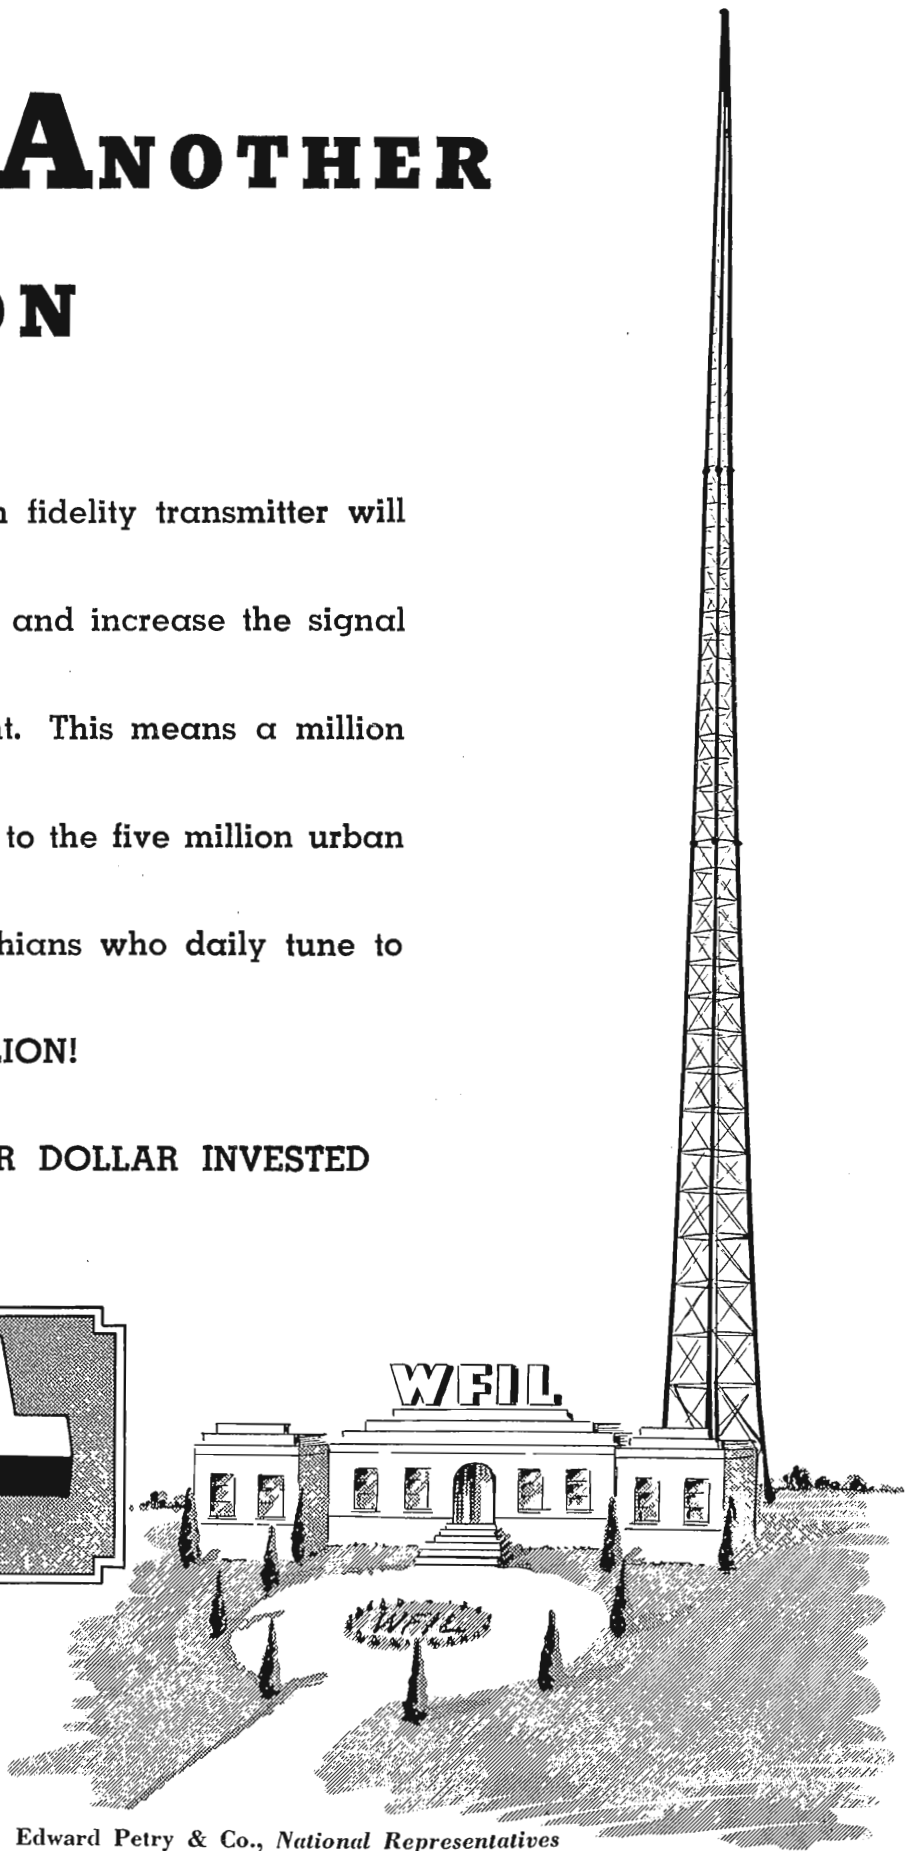 ANOTHER
ON
fidelity transmitter will
and increase the signal
t. This means a million
to the five million urban
hians who daily tune to
ION!
R DOLLAR INVESTED
WFIL
WFIL
Edward Petry & Co., National Representatives